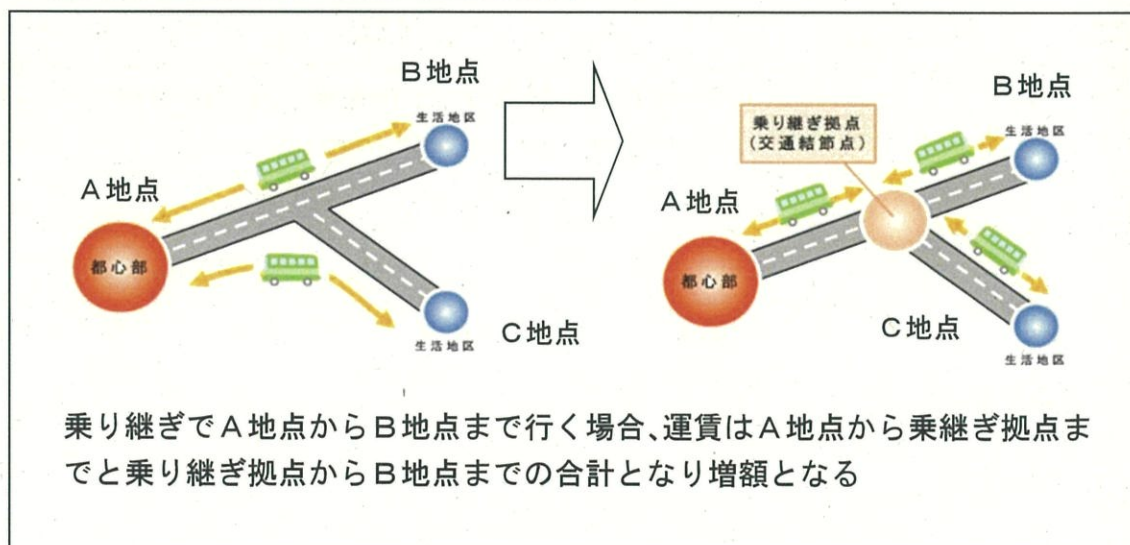 B地点
生活地区
A地点
都心部
C地点
生活地区
B地点
生活地区
乗り継ぎ拠点
(交通結節点)
A地点
都心部
C地点
生活地区
乗り継ぎでA地点からB地点まで行く場合、運賃はA地点から乗継ぎ拠点ま
でと乗り継ぎ拠点からB地点までの合計となり増額となる